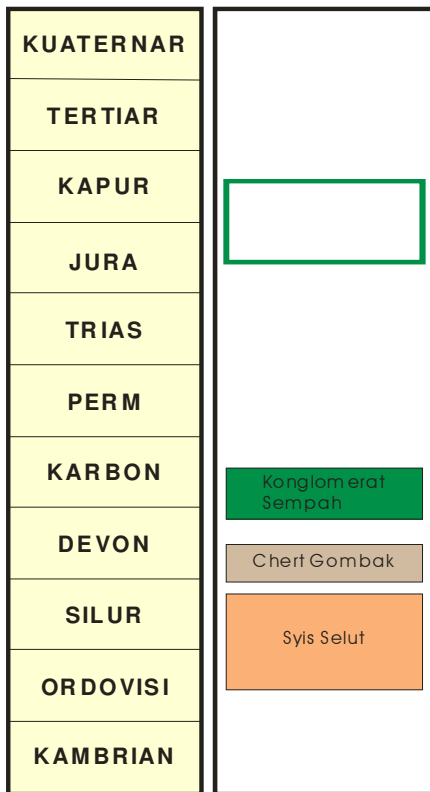 KUATERNAR
TERTIAR
KAPUR
JURA
TRIAS
PERM
KARBON
DEVON
SILUR
ORDOVISI
KAMBRIAN
Konglomerat
Sempah
Chert Gombak
Syis Selut